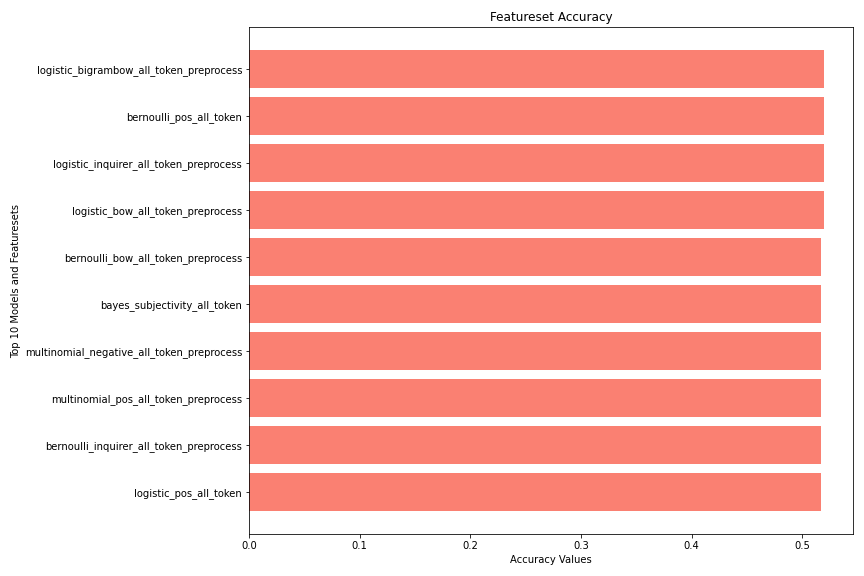 Featureset Accuracy
logistic_bigrambow_all_token_preprocess
bernoulli_pos_all_token
logistic_inquirer_all_token_preprocess
logistic_bow_all_token_preprocess
bernoulli_bow_all_token_preprocess
bayes_subjectivity_all_token
multinomial_negative_all_token_preprocess
multinomial_pos_all_token_preprocess
bernoulli_inquirer_all_token_preprocess
logistic_pos_all_token
Top 10 Models and Featuresets
0.0 0.1 0.2 0.3 0.4 0.5
Accuracy Values